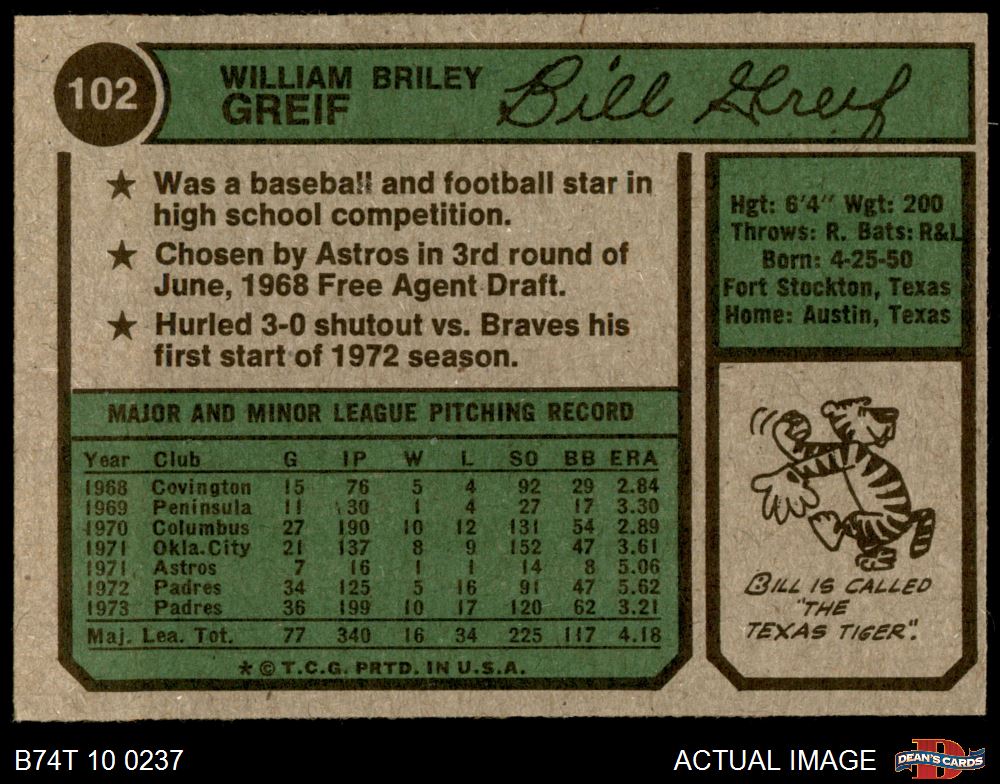 102
WILLIAM BRILEY
GREIF
Bill Greif
★ Was a baseball and football star in
high school competition.
★ Chosen by Astros in 3rd round of
June, 1968 Free Agent Draft.
★ Hurled 3-0 shutout vs. Braves his
first start of 1972 season.
Hgt: 6'4" Wgt: 200
Throws: R. Bats: R&L
Born: 4-25-50
Fort Stockton, Texas
Home: Austin, Texas
MAJOR AND MINOR LEAGUE PITCHING RECORD
Year Club G IP W L SO BB ERA
1968 Covington 15 76 5 4 92 29 2.84
1969 Peninsula 11 30 1 4 27 17 3.30
1970 Columbus 27 190 10 12 131 54 2.89
1971 Okla.City 21 137 8 9 152 47 3.61
1971 Astros 7 16 1 1 14 8 5.06
1972 Padres 34 125 5 16 91 47 5.62
1973 Padres 36 199 10 17 120 62 3.21
Maj. Lea. Tot. 77 340 16 34 225 117 4.18
* © T.C.G. PRTD. IN U.S.A.
BILL IS CALLED
"THE
TEXAS TIGER".
B74T 10 0237
ACTUAL IMAGE
DEAN'S CARDS